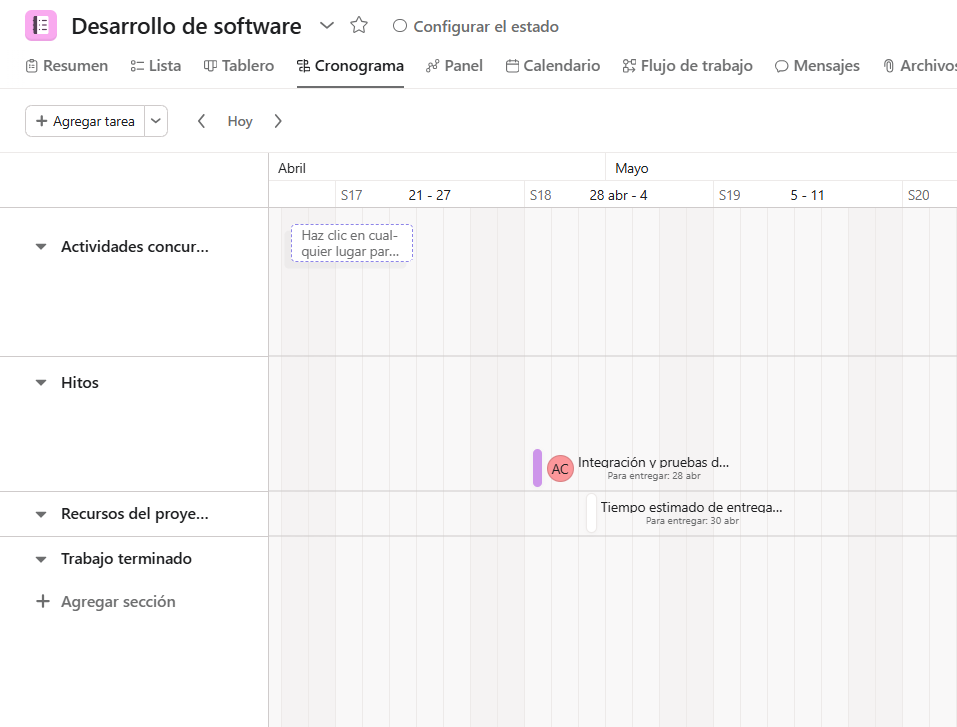 Desarrollo de software
Configurar el estado
Resumen
Lista
Tablero
Cronograma
Panel
Calendario
Flujo de trabajo
Mensajes
Archivos
+ Agregar tarea
Hoy
Abril
Mayo
S17
21 - 27
S18
28 abr - 4
S19
5 - 11
S20
Actividades concur...
Haz clic en cual-
quier lugar par...
Hitos
AC
Integración y pruebas d...
Para entregar: 28 abr
Recursos del proye...
Tiempo estimado de entrega...
Para entregar: 30 abr
Trabajo terminado
+ Agregar sección